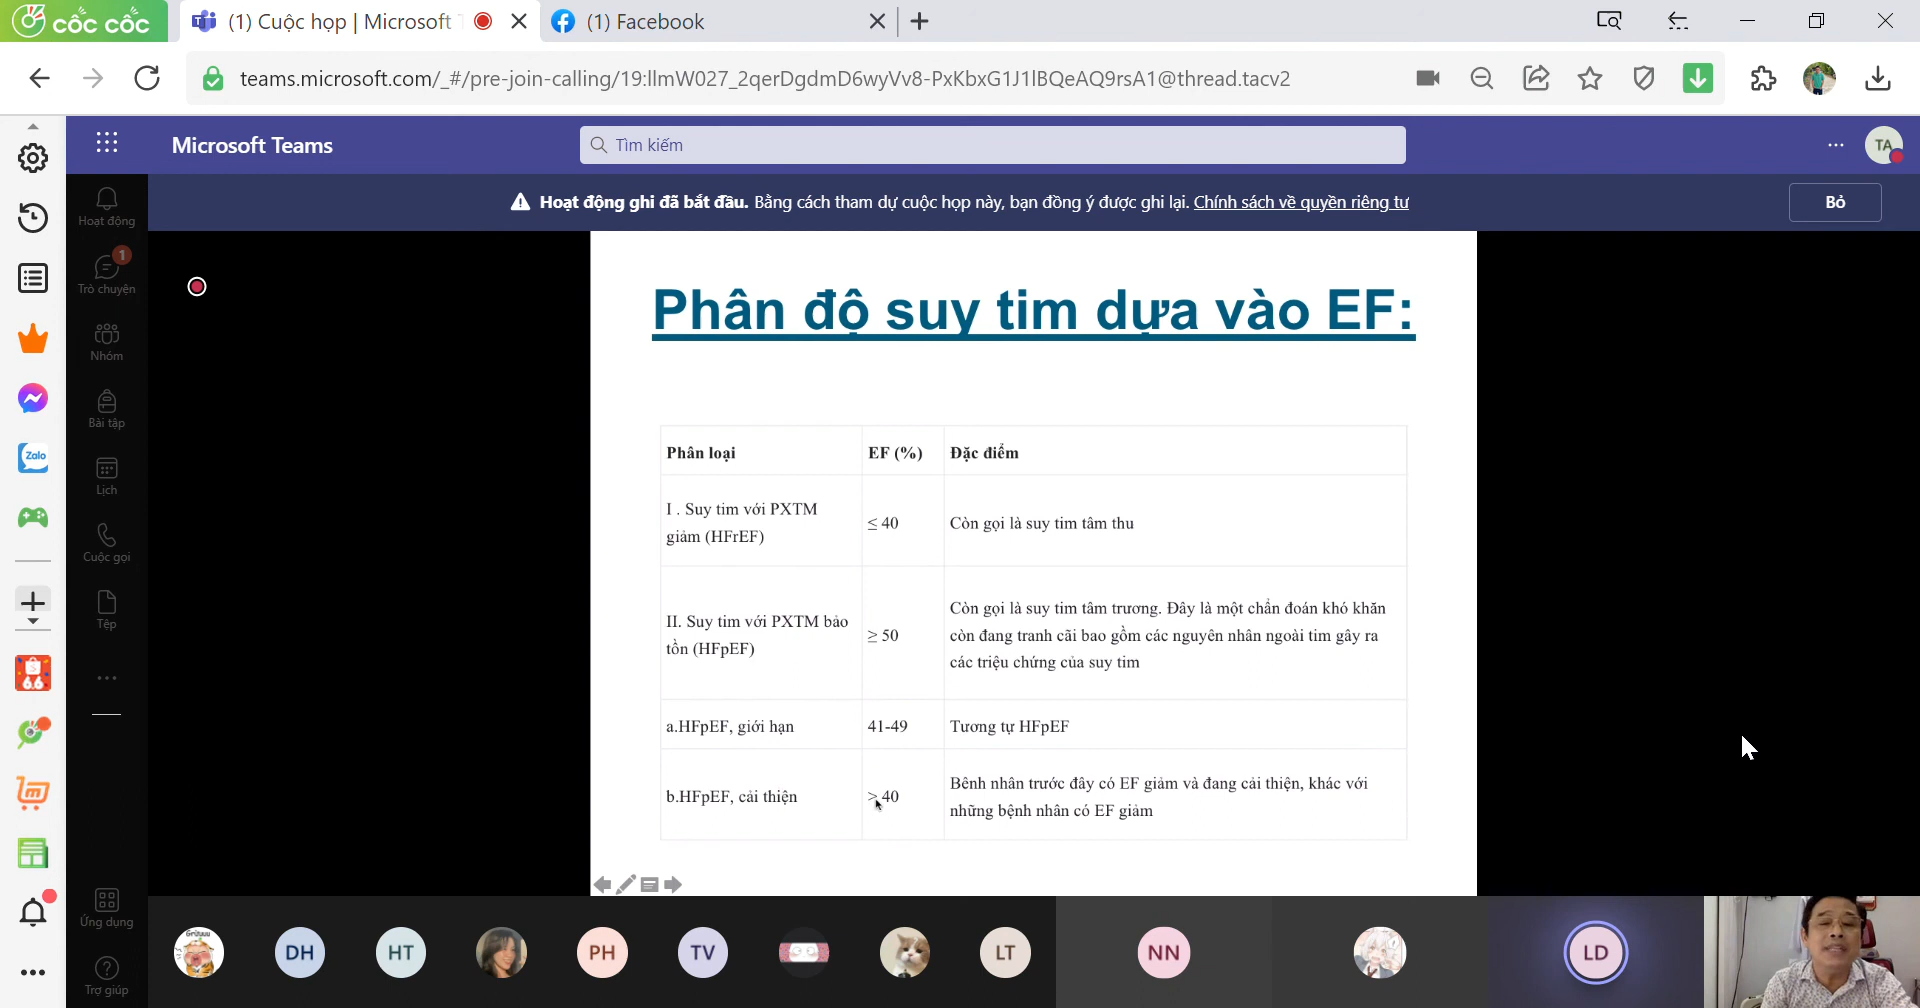 cốc cốc
(1) Cuộc họp | Microsoft T
(1) Facebook
teams.microsoft.com/_#/pre-join-calling/19:llmW027_2qerDgdmD6wyVv8-PxKbxG1J1lBQeAQ9rsA1@thread.tacv2
Microsoft Teams
Tìm kiếm
TA
Hoạt động ghi đã bắt đầu. Bằng cách tham dự cuộc họp này, bạn đồng ý được ghi lại. Chính sách về quyền riêng tư
Bỏ
Hoạt động
1
Trò chuyện
Nhóm
Bài tập
Zalo
Lịch
Cuộc gọi
Tệp
6.6
Ứng dụng
Trợ giúp
Phân độ suy tim dựa vào EF:
Phân loại
EF (%)
Đặc điểm
I . Suy tim với PXTM
giảm (HFrEF)
≤ 40
Còn gọi là suy tim tâm thu
II. Suy tim với PXTM bảo
tồn (HFpEF)
≥ 50
Còn gọi là suy tim tâm trương. Đây là một chẩn đoán khó khăn
còn đang tranh cãi bao gồm các nguyên nhân ngoài tim gây ra
các triệu chứng của suy tim
a.HFpEF, giới hạn
41-49
Tương tự HFpEF
b.HFpEF, cải thiện
> 40
Bênh nhân trước đây có EF giảm và đang cải thiện, khác với
những bệnh nhân có EF giảm
DH
HT
PH
TV
LT
NN
LD